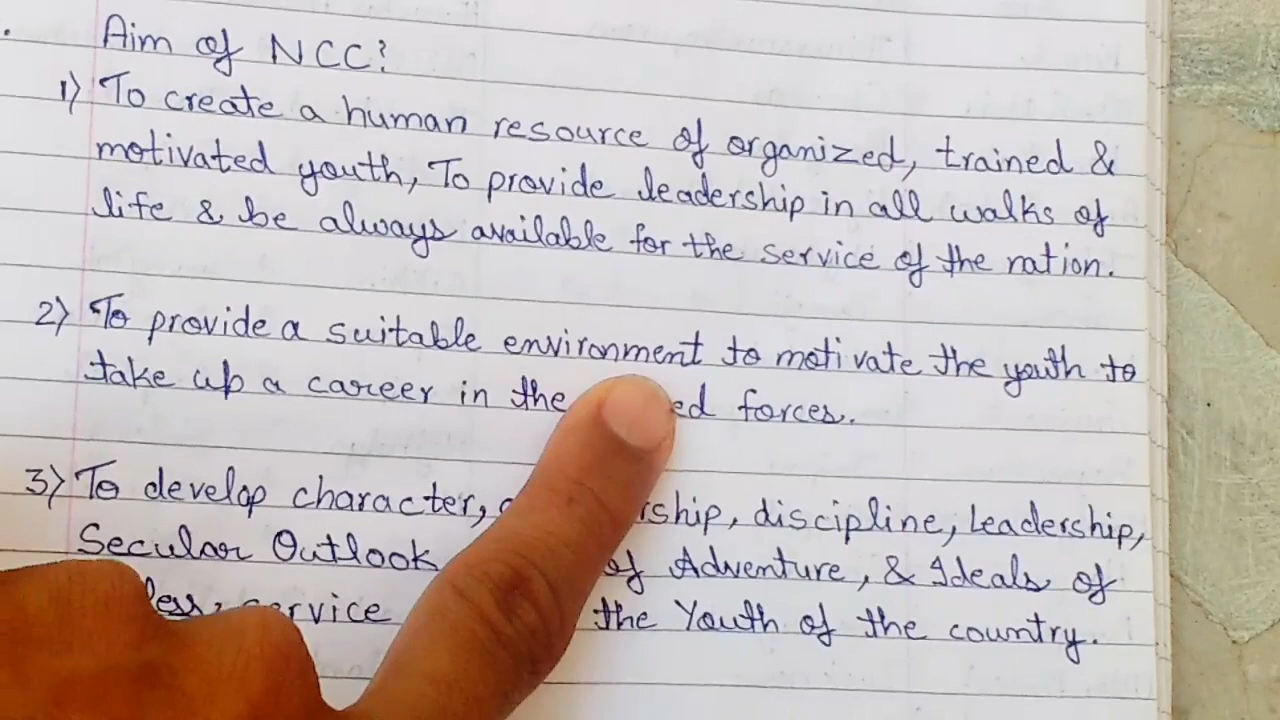 Aim of NCC?
1) To create a human resource of organized, trained &
motivated youth, To provide leadership in all walks of
life & be always available for the service of the nation.
2) To provide a suitable environment to motivate the youth to
take up a career in the forces.
3) To develop character, discipline, Leadership,
Secular Outlook of Adventure, & Ideals of
service the Youth of the country.